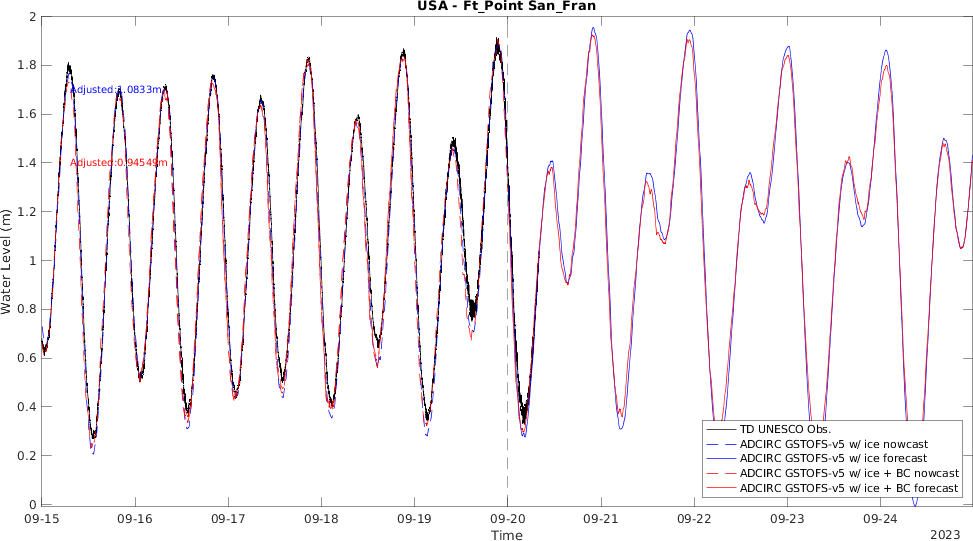 USA - Ft_Point San_Fran
2
1.8
1.6
1.4
1.2
1
0.8
0.6
0.4
0.2
0
Water Level (m)
Adjusted:1.0833m
Adjusted:0.94549m
TD UNESCO Obs.
ADCIRC GSTOFS-v5 w/ ice nowcast
ADCIRC GSTOFS-v5 w/ ice forecast
ADCIRC GSTOFS-v5 w/ ice + BC nowcast
ADCIRC GSTOFS-v5 w/ ice + BC forecast
09-15 09-16 09-17 09-18 09-19 09-20 09-21 09-22 09-23 09-24
Time
2023